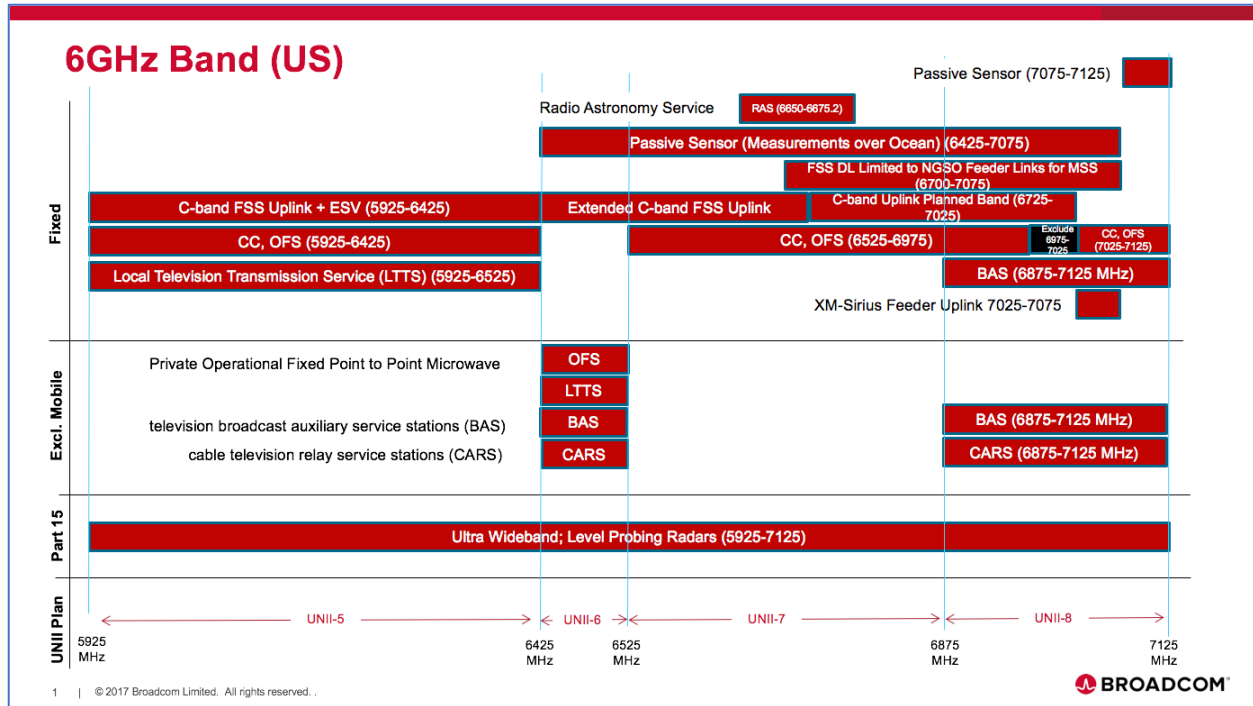 6GHz Band (US)
Passive Sensor (7075-7125)
Radio Astronomy Service
RAS (6650-6675.2)
Passive Sensor (Measurements over Ocean) (6425-7075)
FSS DL Limited to NGSO Feeder Links for MSS
(6700-7075)
Fixed
C-band FSS Uplink + ESV (5925-6425)
Extended C-band FSS Uplink
C-band Uplink Planned Band (6725-
7025)
CC, OFS (5925-6425)
CC, OFS (6525-6975)
Exclude
6975-
7025
CC, OFS
(7025-7125)
Local Television Transmission Service (LTTS) (5925-6525)
BAS (6875-7125 MHz)
XM-Sirius Feeder Uplink 7025-7075
Excl. Mobile
Private Operational Fixed Point to Point Microwave
OFS
LTTS
television broadcast auxiliary service stations (BAS)
BAS
BAS (6875-7125 MHz)
cable television relay service stations (CARS)
CARS
CARS (6875-7125 MHz)
Part 15
Ultra Wideband; Level Probing Radars (5925-7125)
UNII Plan
UNII-5
UNII-6
UNII-7
UNII-8
5925
MHz
6425
MHz
6525
MHz
6875
MHz
7125
MHz
1 | © 2017 Broadcom Limited. All rights reserved. .
BROADCOM®